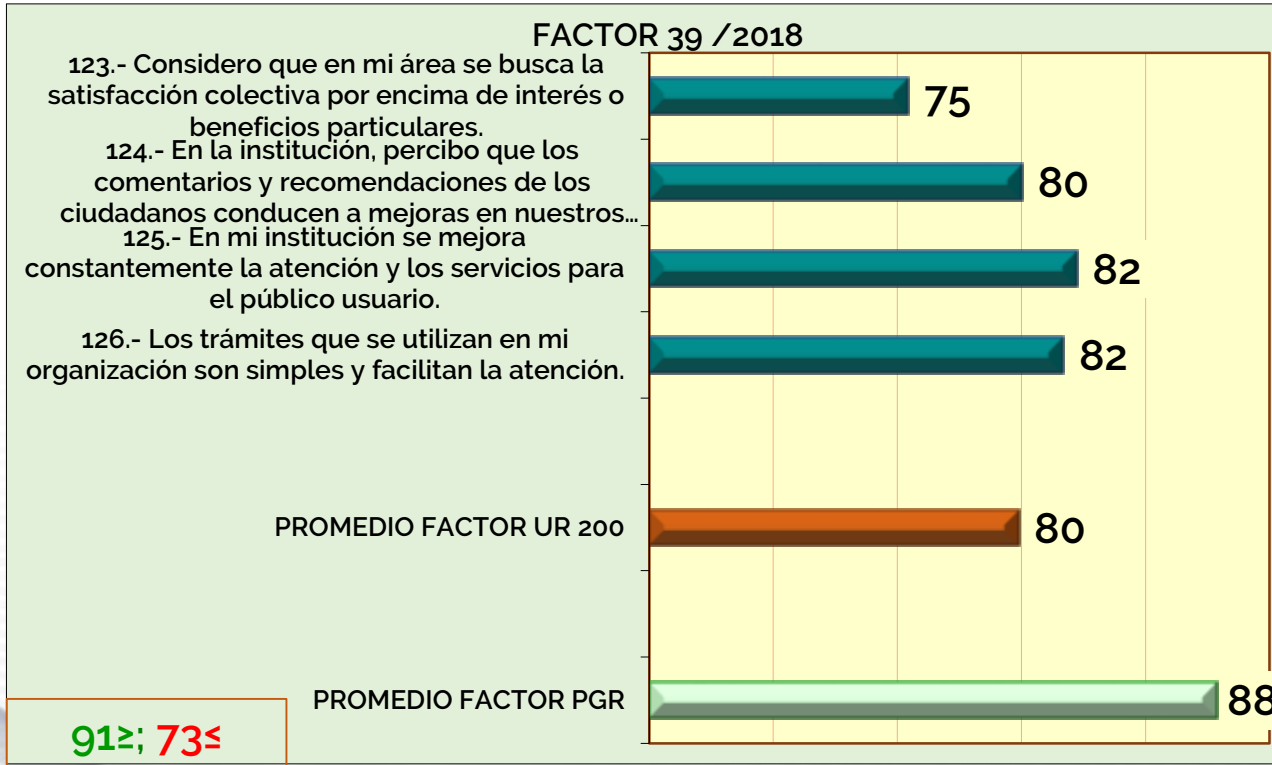 FACTOR 39 /2018
123.- Considero que en mi área se busca la
satisfacción colectiva por encima de interés o
beneficios particulares.
75
124.- En la institución, percibo que los
comentarios y recomendaciones de los
ciudadanos conducen a mejoras en nuestros...
80
125.- En mi institución se mejora
constantemente la atención y los servicios para
el público usuario.
82
126.- Los trámites que se utilizan en mi
organización son simples y facilitan la atención.
82
PROMEDIO FACTOR UR 200
80
PROMEDIO FACTOR PGR
88
91≥; 73≤